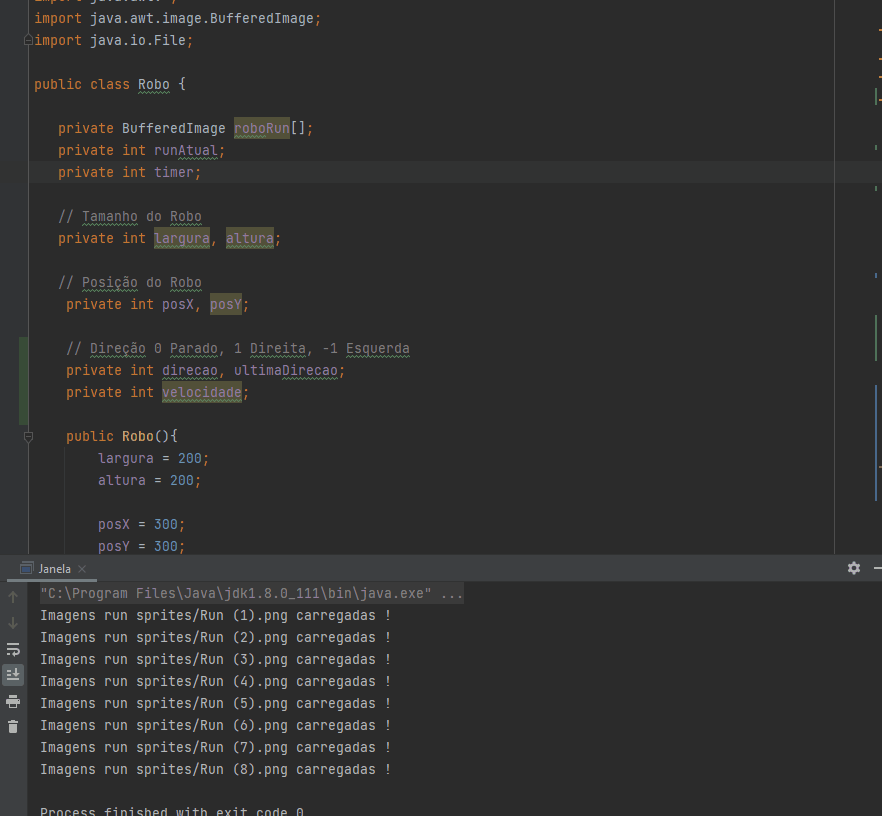 import java.awt.image.BufferedImage;
import java.io.File;
public class Robo {
private BufferedImage roboRun[];
private int runAtual;
private int timer;
// Tamanho do Robo
private int largura, altura;
// Posição do Robo
private int posX, posY;
// Direção 0 Parado, 1 Direita, -1 Esquerda
private int direcao, ultimaDirecao;
private int velocidade;
public Robo(){
largura = 200;
altura = 200;
posX = 300;
posY = 300;
Janela
"C:\Program Files\Java\jdk1.8.0_111\bin\java.exe" ...
Imagens run sprites/Run (1).png carregadas !
Imagens run sprites/Run (2).png carregadas !
Imagens run sprites/Run (3).png carregadas !
Imagens run sprites/Run (4).png carregadas !
Imagens run sprites/Run (5).png carregadas !
Imagens run sprites/Run (6).png carregadas !
Imagens run sprites/Run (7).png carregadas !
Imagens run sprites/Run (8).png carregadas !
Process finished with exit code 0